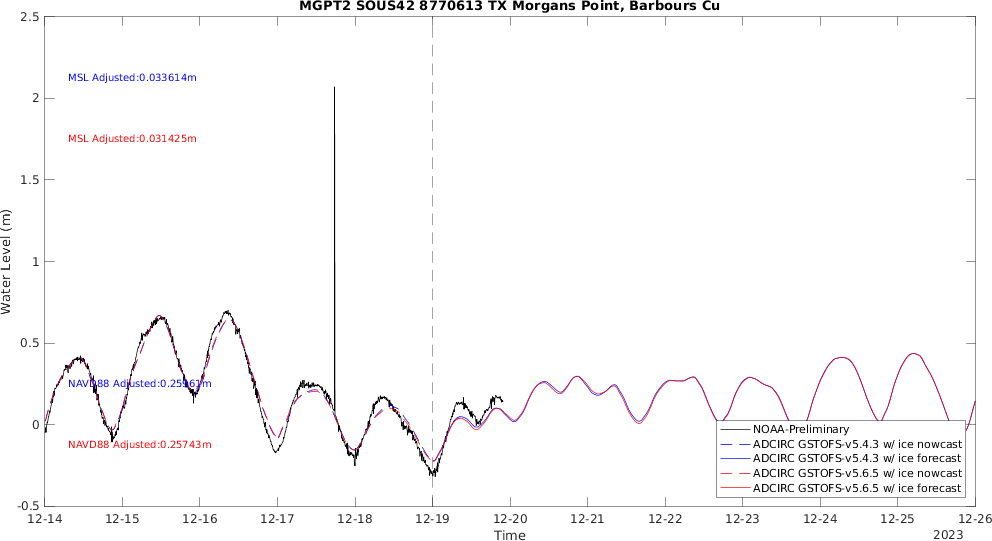 MGPT2 SOUS42 8770613 TX Morgans Point, Barbours Cu
2.5
MSL Adjusted:0.033614m
2
MSL Adjusted:0.031425m
1.5
Water Level (m)
1
0.5
NAVD88 Adjusted:0.25961m
0
NAVD88 Adjusted:0.25743m
NOAA-Preliminary
ADCIRC GSTOFS-v5.4.3 w/ ice nowcast
ADCIRC GSTOFS-v5.4.3 w/ ice forecast
ADCIRC GSTOFS-v5.6.5 w/ ice nowcast
ADCIRC GSTOFS-v5.6.5 w/ ice forecast
-0.5
12-14 12-15 12-16 12-17 12-18 12-19 12-20 12-21 12-22 12-23 12-24 12-25 12-26
Time
2023